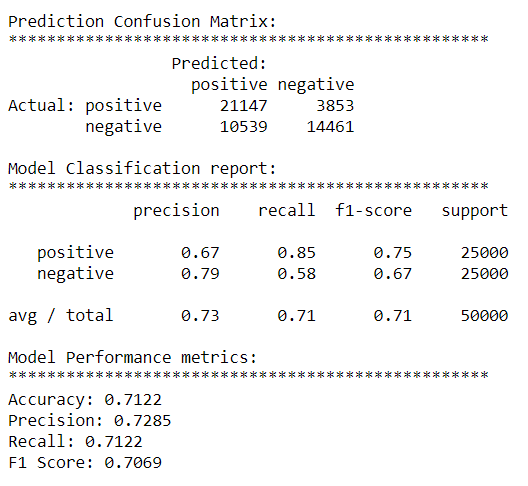 Prediction Confusion Matrix:
**************************************************
Predicted:
positive negative
Actual: positive 21147 3853
negative 10539 14461
Model Classification report:
**************************************************
precision recall f1-score support
positive 0.67 0.85 0.75 25000
negative 0.79 0.58 0.67 25000
avg / total 0.73 0.71 0.71 50000
Model Performance metrics:
**************************************************
Accuracy: 0.7122
Precision: 0.7285
Recall: 0.7122
F1 Score: 0.7069